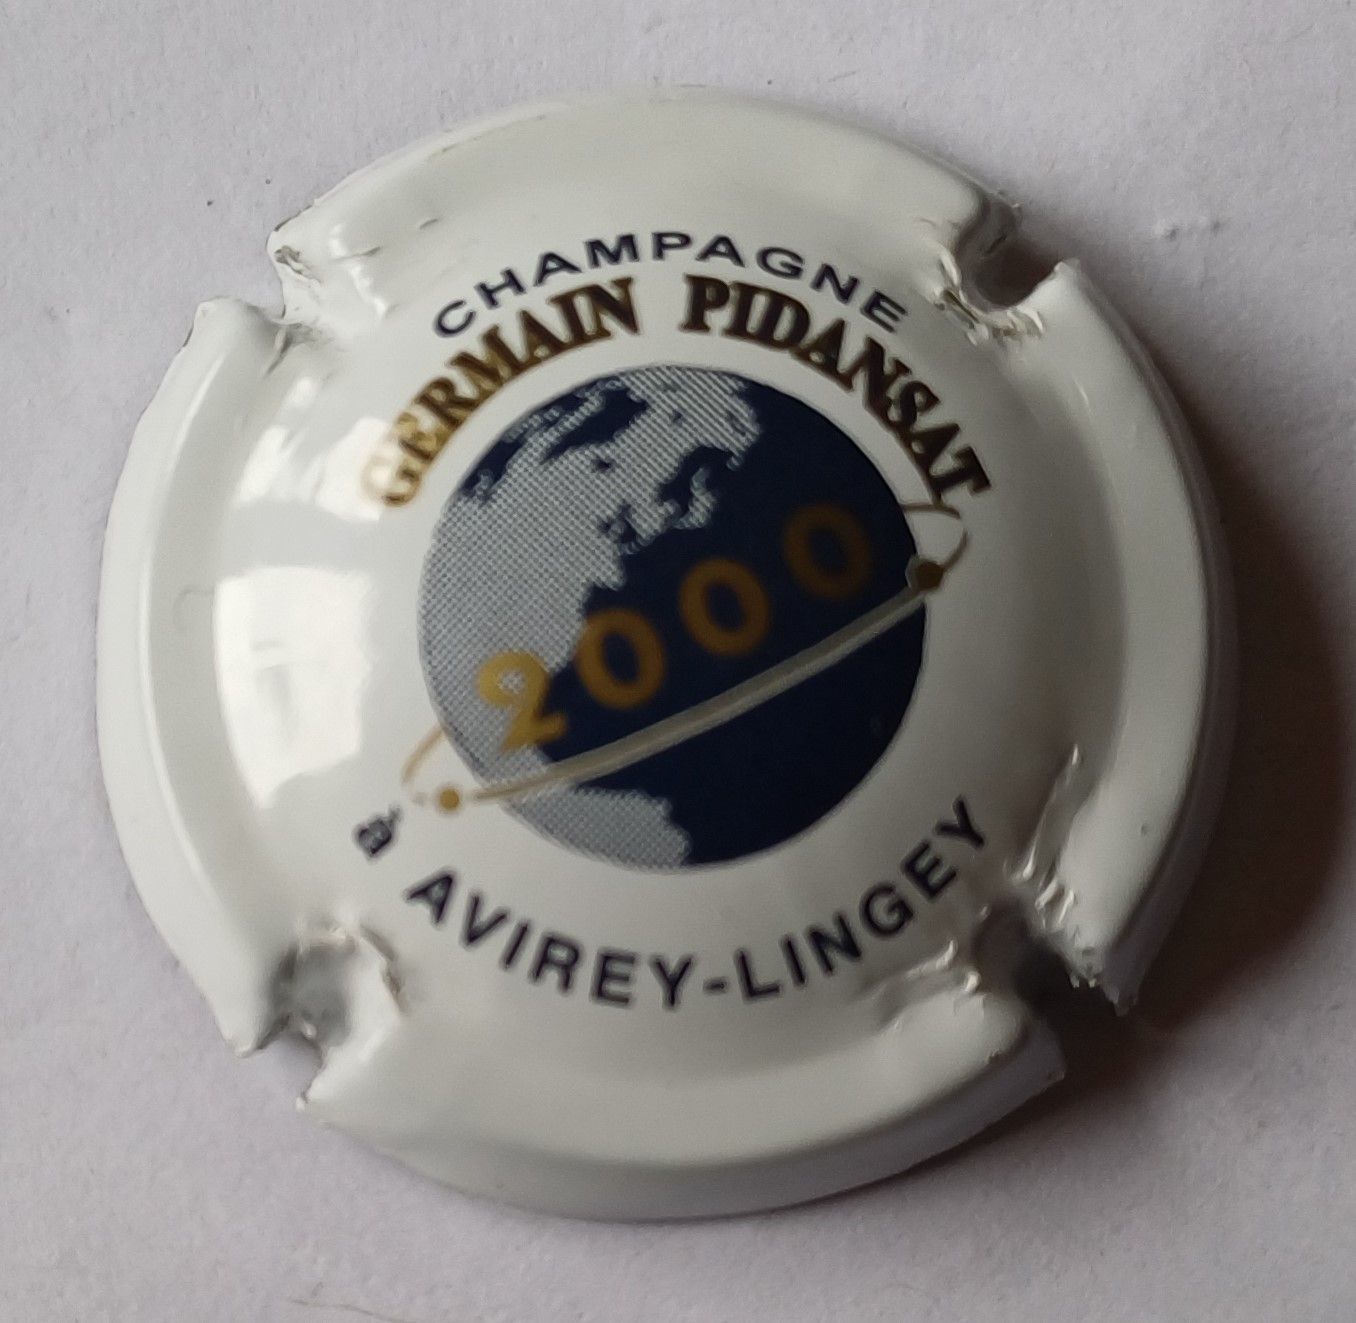 CHAMPAGNE
GERMAIN PIDANSAT
2000
à AVIREY-LINGEY